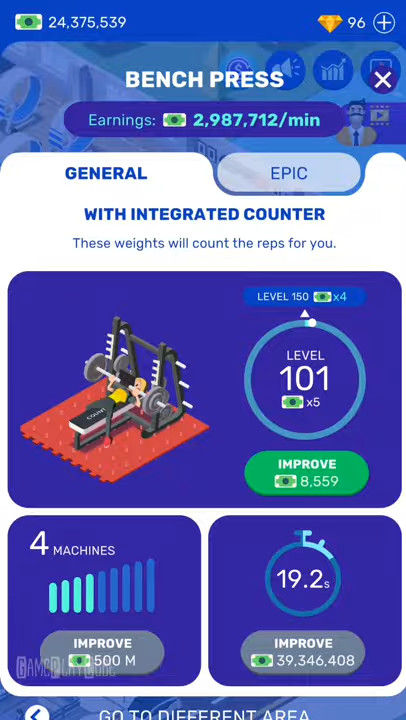 24,375,539
96
BENCH PRESS
Earnings: 2,987,712/min
GENERAL
EPIC
WITH INTEGRATED COUNTER
These weights will count the reps for you.
LEVEL 150 x4
LEVEL
101
x5
COUNT
IMPROVE
8,559
4 MACHINES
19.2s
IMPROVE
500 M
IMPROVE
39,346,408
GAMEPLAYCUBE
GO TO DIFFERENT AREA